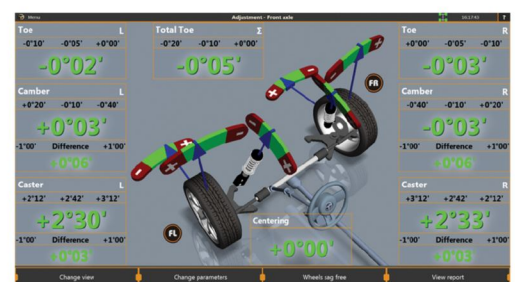 Menu
Adjustment - Front axle
?
Toe L
-0°10' -0°05' +0°00'
-0°02'
Camber L
+0°20' -0°10' -0°40'
+0°03'
-1°00' Difference +1°00'
+0°06'
Caster L
+2°12' +2°42' +3°12'
+2°30'
-1°00' Difference +1°00'
+0°03'
Total Toe Σ
-0°20' -0°10' +0°00'
-0°05'
FR
FL
Centering
+0°00'
Toe R
+0°00' -0°05' -0°10'
-0°03'
Camber R
-0°40' -0°10' +0°20'
-0°03'
-1°00' Difference +1°00'
+0°06'
Caster R
+3°12' +2°42' +2°12'
+2°33'
-1°00' Difference +1°00'
+0°03'
Change view
Change parameters
Wheels sag free
View report